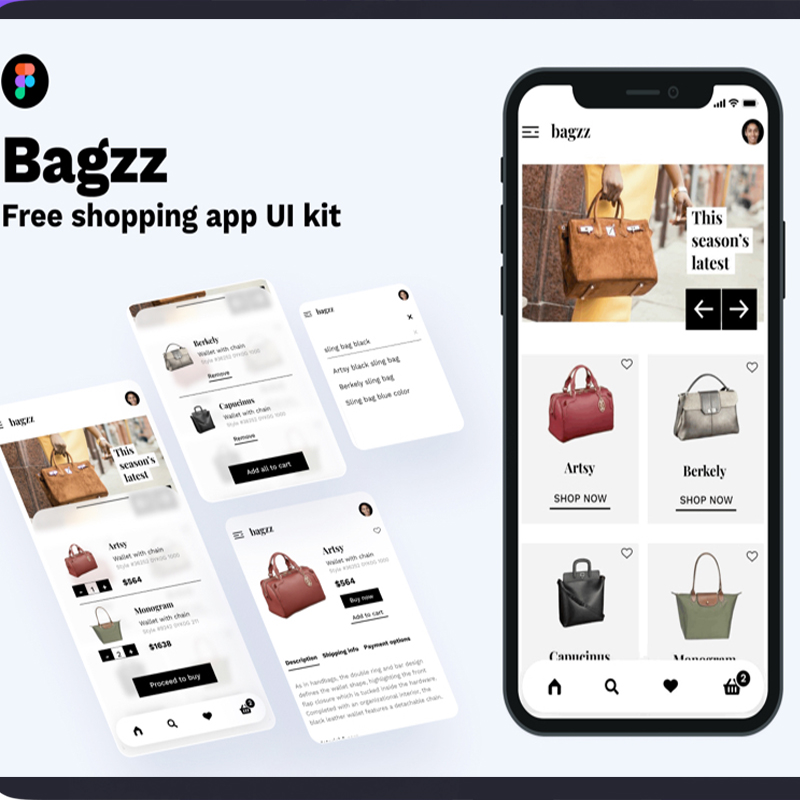 Bagzz
Free shopping app UI kit
bagzz
This
season's
latest
Artsy
SHOP NOW
Berkely
SHOP NOW
Capucinus
Monogram
2
Berkely
Wallet with chain
Remove
Capucinus
Wallet with chain
Remove
Add all to cart
bagzz
sling bag black
Artsy black sling bag
Berkely sling bag
Sling bag blue color
bagzz
This
season's
latest
Artsy
Wallet with chain
- 1 +
$564
Monogram
Wallet with chain
- 2 +
$1638
Proceed to buy
bagzz
Artsy
Wallet with chain
$564
Buy now
Add to cart
Description Shipping info Payment options
As in handbags, the double ring and bar design
defines the wallet shape, highlighting the front
flap closure which is tucked inside the hardware.
Completed with an organizational interior, the
black leather wallet features a detachable chain.